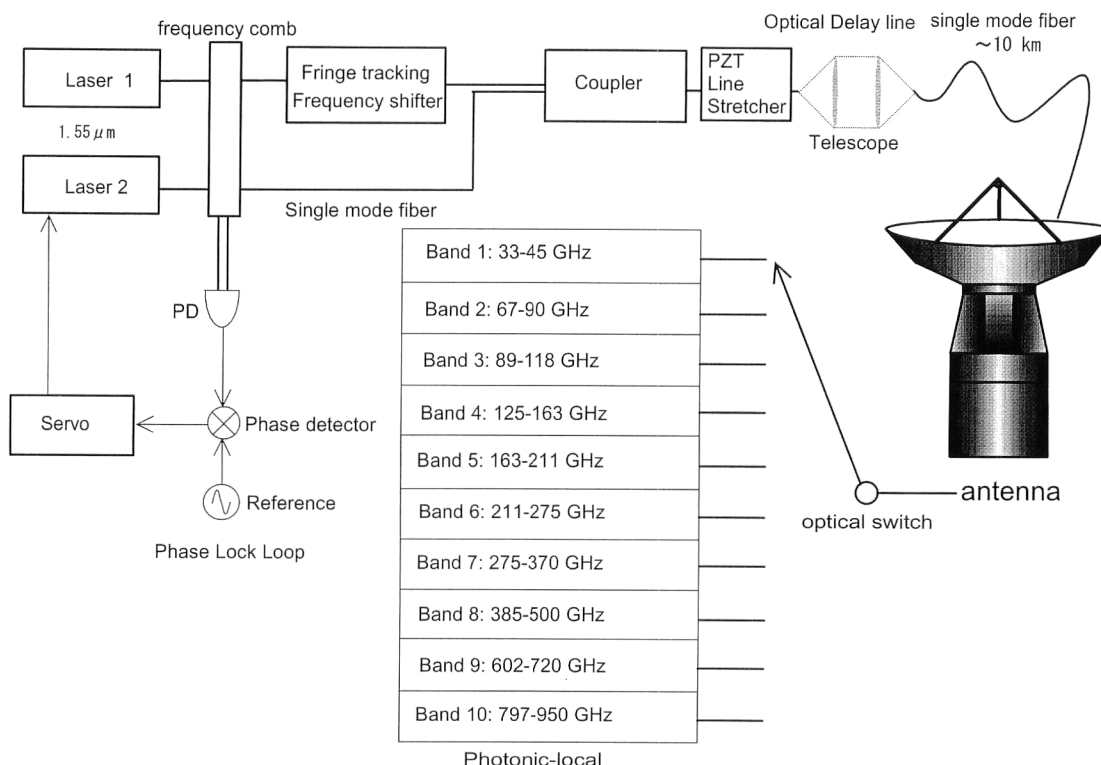 frequency comb
Optical Delay line
single mode fiber
~10 km
Laser 1
Fringe tracking
Frequency shifter
Coupler
PZT
Line
Stretcher
1.55μm
Telescope
Laser 2
Single mode fiber
PD
Servo
Phase detector
Reference
Phase Lock Loop
Band 1: 33-45 GHz
Band 2: 67-90 GHz
Band 3: 89-118 GHz
Band 4: 125-163 GHz
Band 5: 163-211 GHz
Band 6: 211-275 GHz
Band 7: 275-370 GHz
Band 8: 385-500 GHz
Band 9: 602-720 GHz
Band 10: 797-950 GHz
antenna
optical switch
Photonic-local